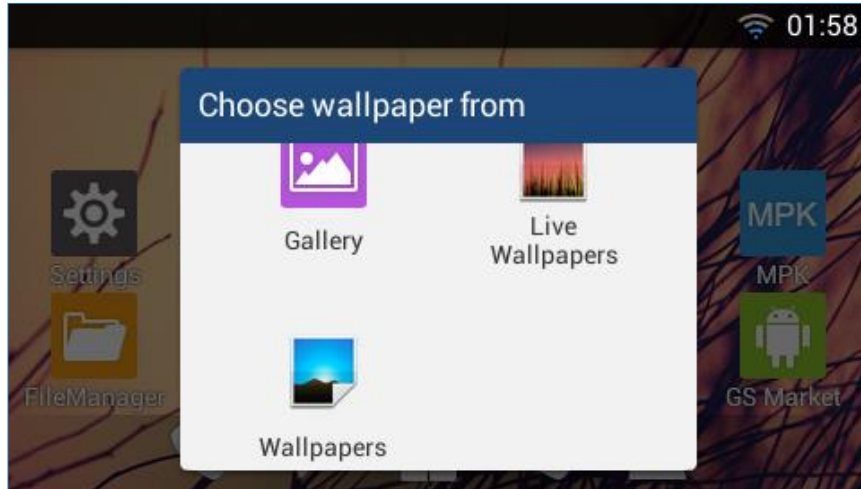 01:58
Choose wallpaper from
Gallery
Live
Wallpapers
Wallpapers
Settings
FileManager
MPK
MPK
GS Market